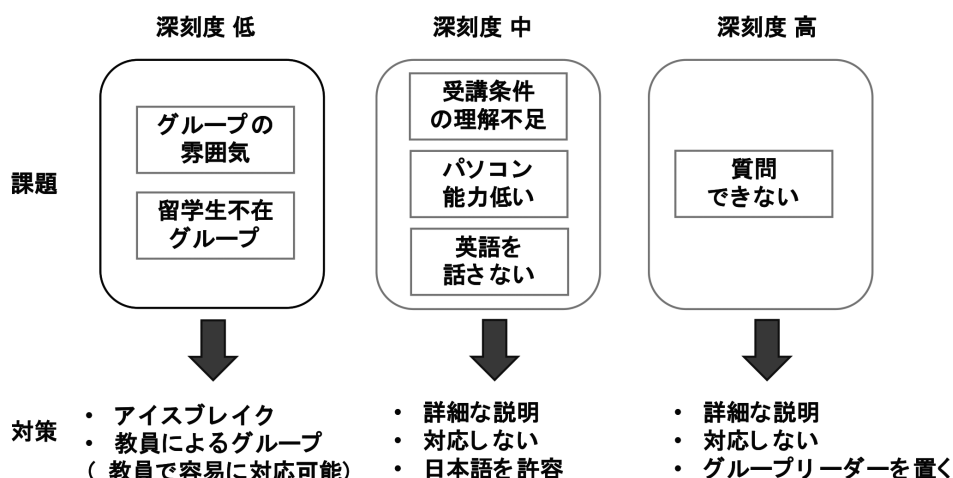 深刻度 低
深刻度 中
深刻度 高
課題
グループの
雰囲気
留学生不在
グループ
受講条件
の理解不足
パソコン
能力低い
英語を
話さない
質問
できない
対策
• アイスブレイク
• 教員によるグループ
( 教員で容易に対応可能)
• 詳細な説明
• 対応しない
• 日本語を許容
• 詳細な説明
• 対応しない
• グループリーダーを置く